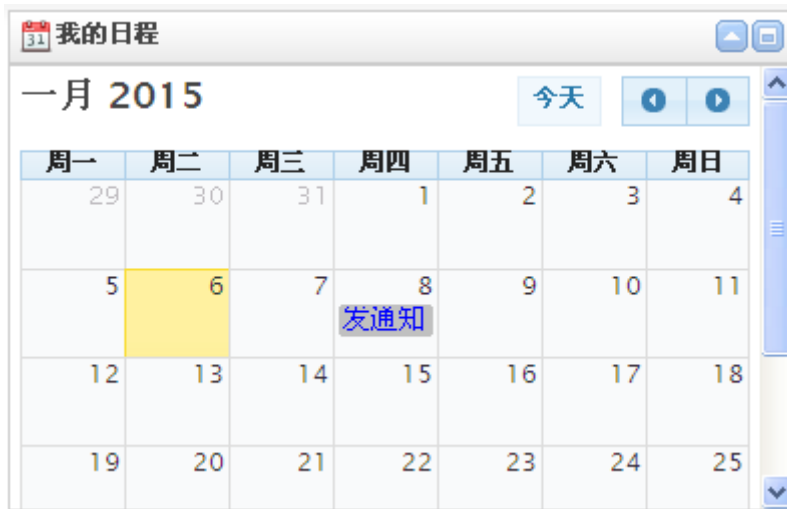 31 我的日程
一月 2015 今天
周一 周二 周三 周四 周五 周六 周日
29 30 31 1 2 3 4
5 6 7 8 9 10 11
发通知
12 13 14 15 16 17 18
19 20 21 22 23 24 25